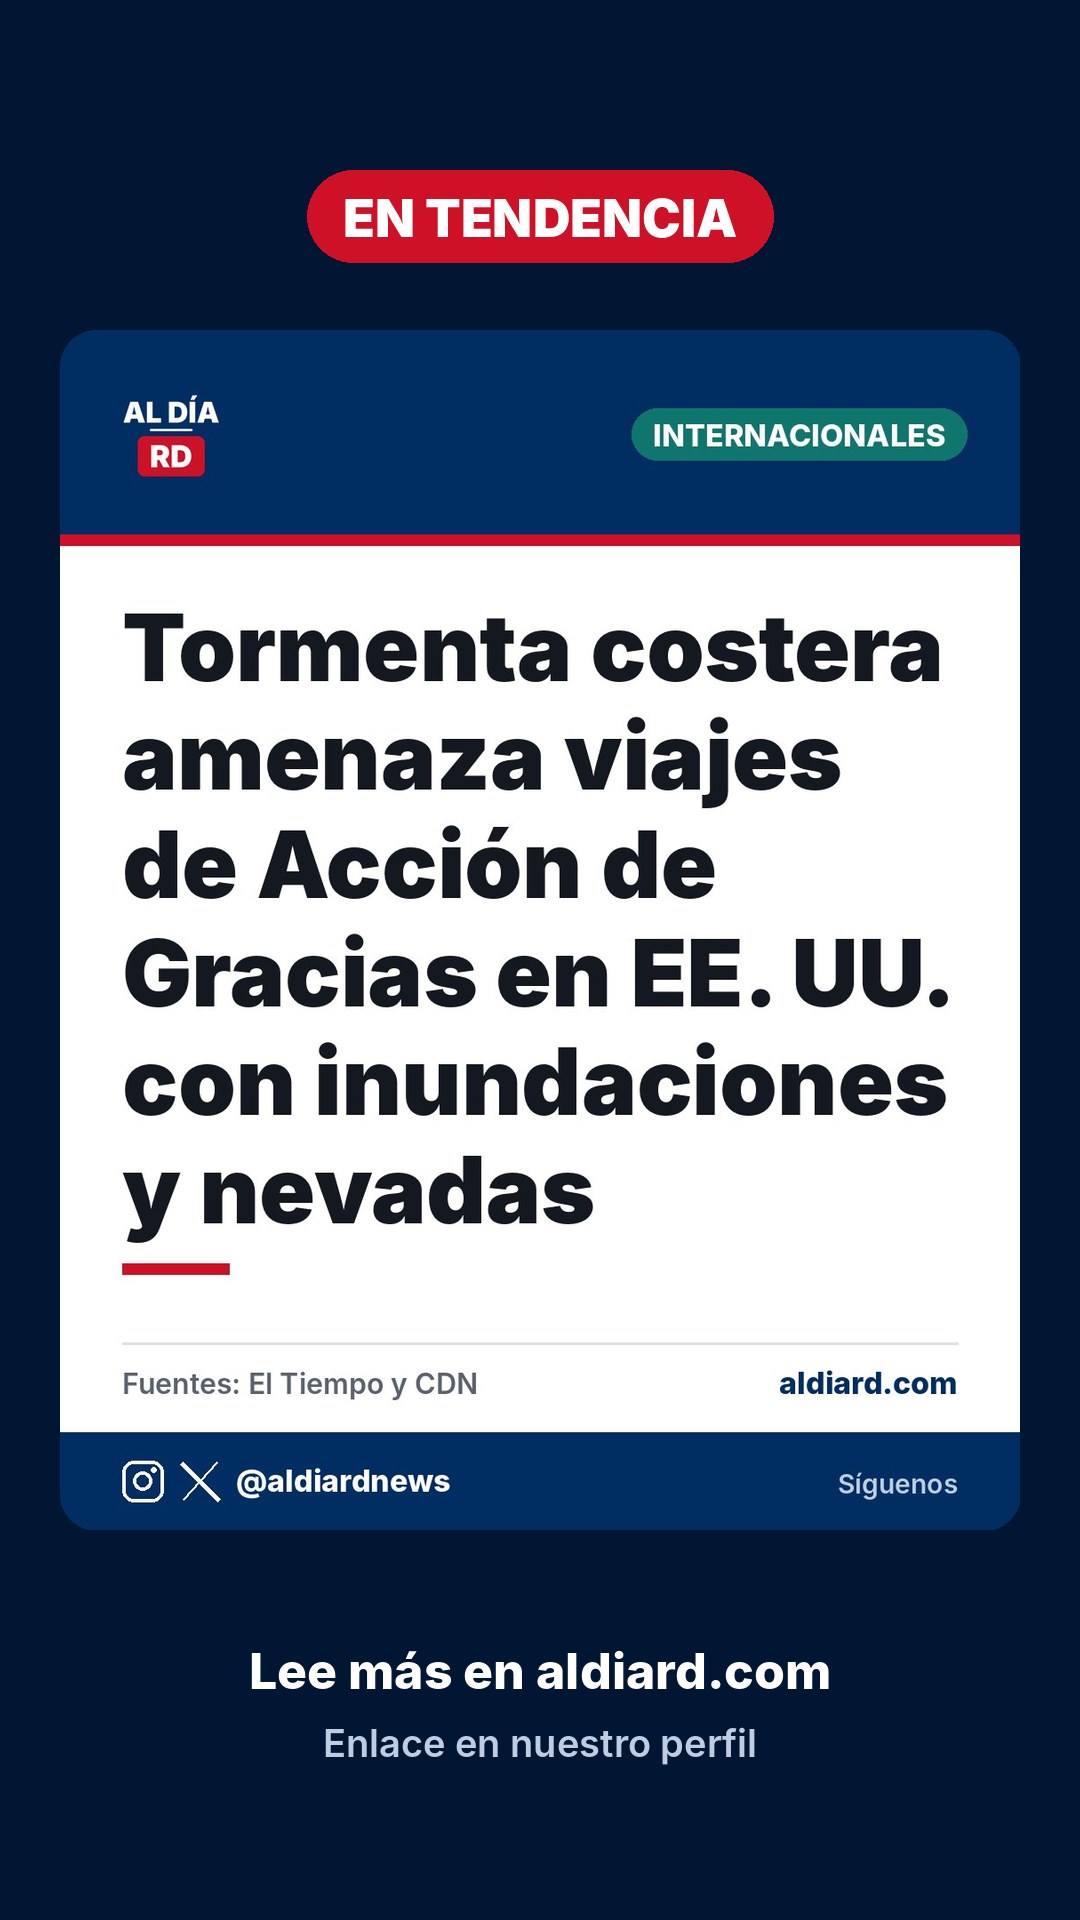 EN TENDENCIA
AL DÍA
RD
INTERNACIONALES
Tormenta costera
amenaza viajes
de Acción de
Gracias en EE. UU.
con inundaciones
y nevadas
Fuentes: El Tiempo y CDN
aldiard.com
@aldiardnews
Síguenos
Lee más en aldiard.com
Enlace en nuestro perfil